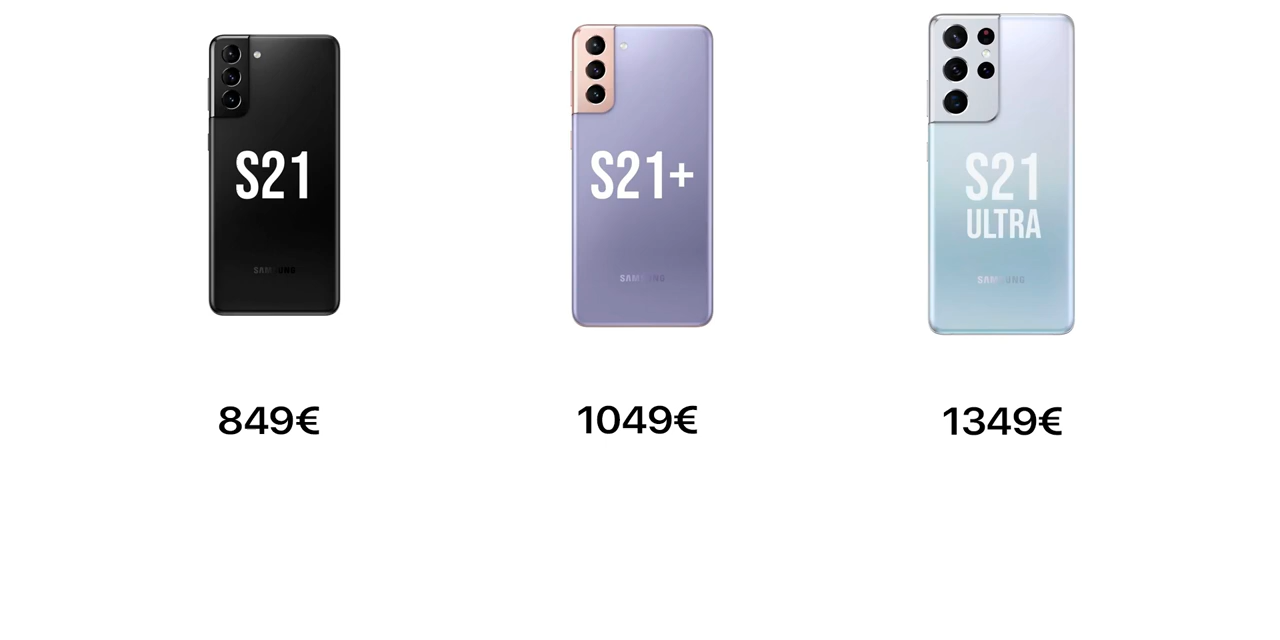 S21
SAMSUNG
849€
S21+
SAMSUNG
1049€
S21
ULTRA
SAMSUNG
1349€